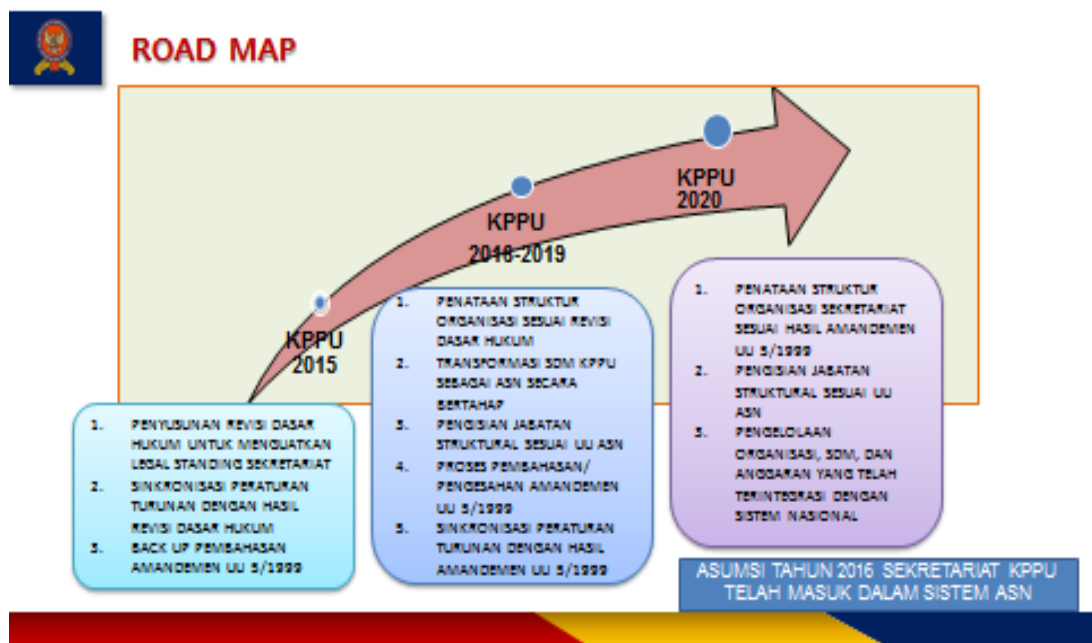 ROAD MAP
KPPU
2015
KPPU
2016-2019
KPPU
2020
1. PENYUSUNAN REVISI DASAR
HUKUM UNTUK MENGUATKAN
LEGAL STANDING SEKRETARIAT
2. SINKRONISASI PERATURAN
TURUNAN DENGAN HASIL
REVISI DASAR HUKUM
3. BACK UP PEMBAHASAN
AMANDEMEN UU 5/1999
1. PENATAAN STRUKTUR
ORGANISASI SESUAI REVISI
DASAR HUKUM
2. TRANSFORMASI SDM KPPU
SEBAGAI ASN SECARA
BERTAHAP
3. PENGISIAN JABATAN
STRUKTURAL SESUAI UU ASN
4. PROSES PEMBAHASAN/
PENGESAHAN AMANDEMEN
UU 5/1999
5. SINKRONISASI PERATURAN
TURUNAN DENGAN HASIL
AMANDEMEN UU 5/1999
1. PENATAAN STRUKTUR
ORGANISASI SEKRETARIAT
SESUAI HASIL AMANDEMEN
UU 5/1999
2. PENGISIAN JABATAN
STRUKTURAL SESUAI UU
ASN
3. PENGELOLAAN
ORGANISASI, SDM, DAN
ANGGARAN YANG TELAH
TERINTEGRASI DENGAN
SISTEM NASIONAL
ASUMSI TAHUN 2016 SEKRETARIAT KPPU
TELAH MASUK DALAM SISTEM ASN